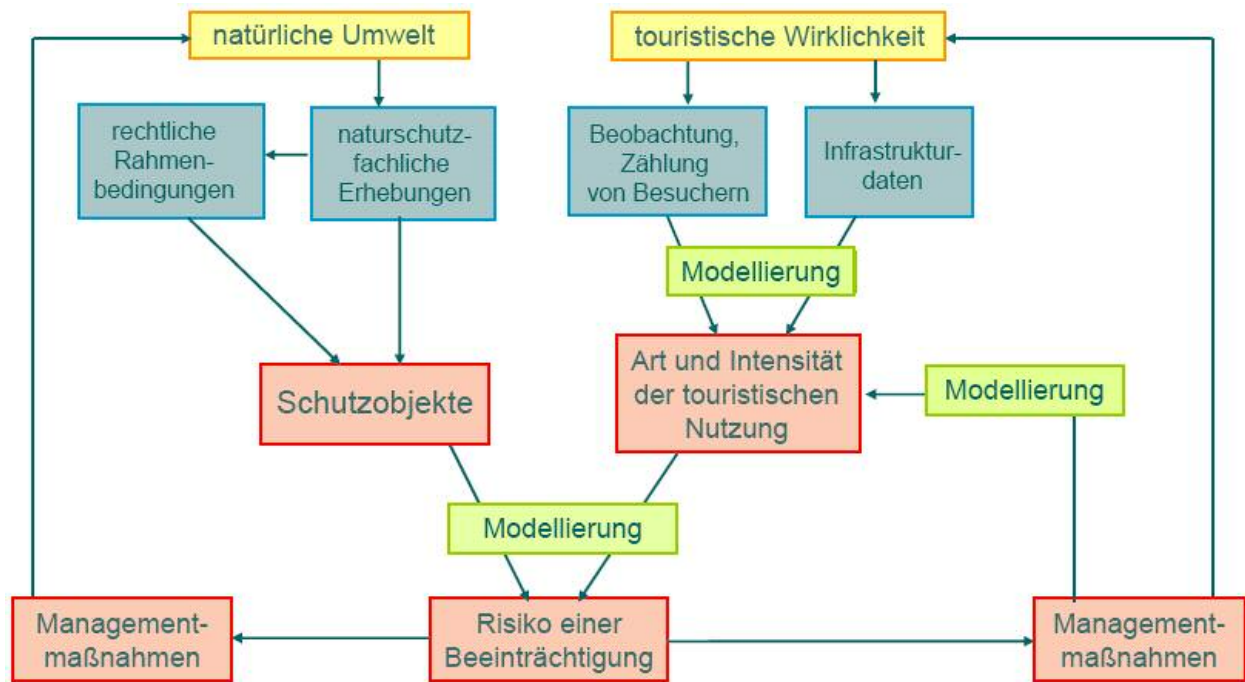 natürliche Umwelt
touristische Wirklichkeit
rechtliche
Rahmen-
bedingungen
naturschutz-
fachliche
Erhebungen
Beobachtung,
Zählung
von Besuchern
Infrastruktur-
daten
Modellierung
Schutzobjekte
Art und Intensität
der touristischen
Nutzung
Modellierung
Modellierung
Management-
maßnahmen
Risiko einer
Beeinträchtigung
Management-
maßnahmen